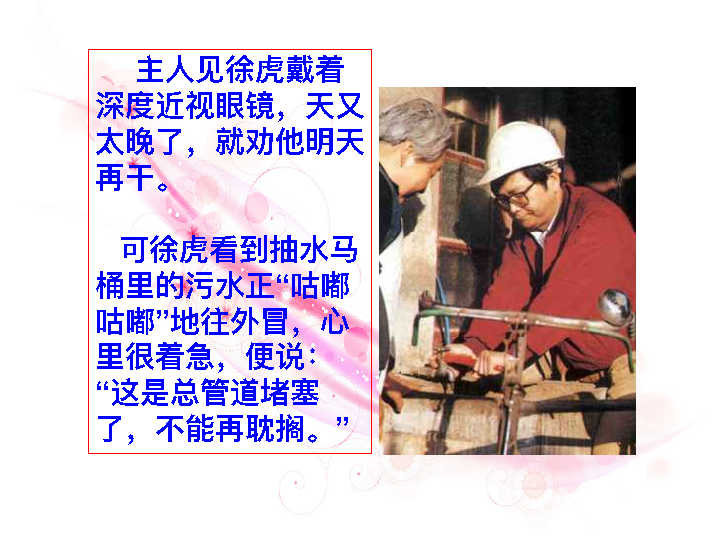 主人见徐虎戴着
深度近视眼镜，天又
太晚了，就劝他明天
再干。
可徐虎看到抽水马
桶里的污水正“咕嘟
咕嘟”地往外冒，心
里很着急，便说：
“这是总管道堵塞
了，不能再耽搁。”